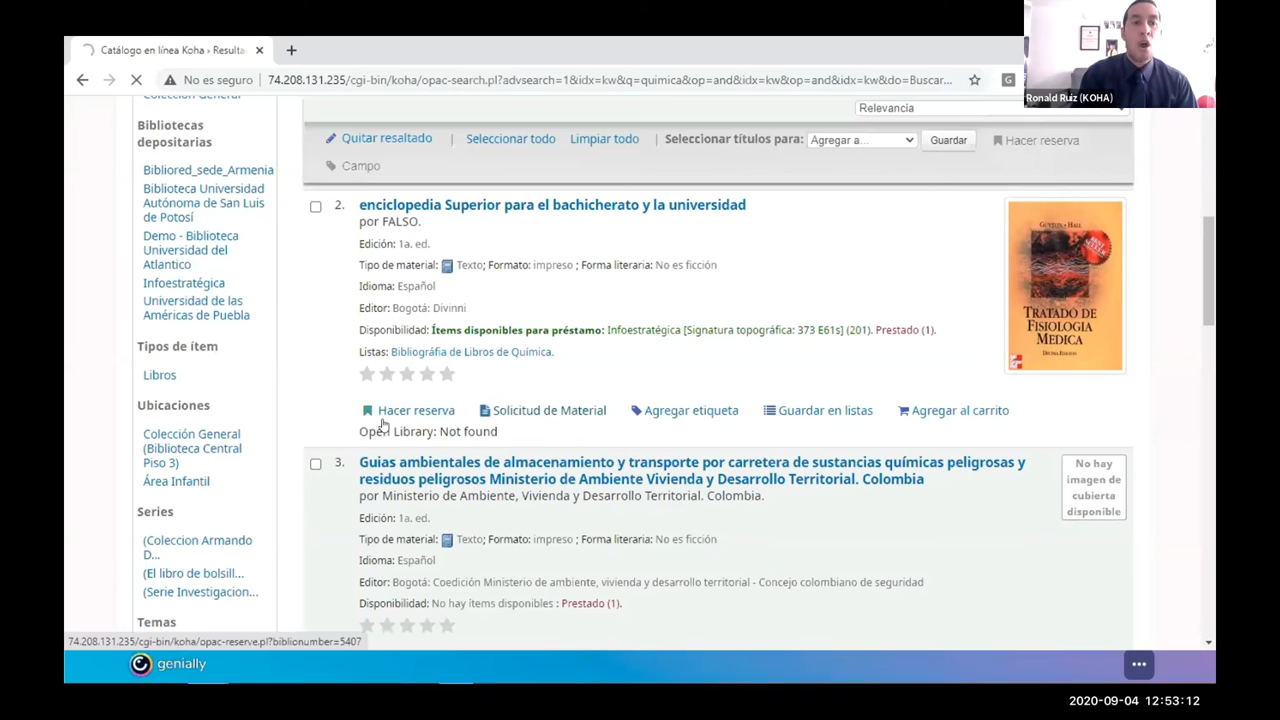 Catálogo en línea Koha › Resulta
No es seguro
74.208.131.235/cgi-bin/koha/opac-search.pl?advsearch=1&idx=kw&q=quimica&op=and&idx=kw&op=and&idx=kw&do=Buscar...
Ronald Ruiz (KOHA)
Colección General
Bibliotecas
depositarias
Bibliored_sede_Armenia
Biblioteca Universidad
Autónoma de San Luis
de Potosí
Demo - Biblioteca
Universidad del
Atlantico
Infoestratégica
Universidad de las
Américas de Puebla
Tipos de ítem
Libros
Ubicaciones
Colección General
(Biblioteca Central
Piso 3)
Área Infantil
Series
(Coleccion Armando
D...
(El libro de bolsill...
(Serie Investigacion...
Temas
Relevancia
Quitar resaltado | Seleccionar todo Limpiar todo | Seleccionar títulos para: Agregar a... Guardar Hacer reserva
Campo
2. enciclopedia Superior para el bachicherato y la universidad
por FALSO.
Edición: 1a. ed.
Tipo de material: Texto; Formato: impreso ; Forma literaria: No es ficción
Idioma: Español
Editor: Bogotá: Divinni
Disponibilidad: Ítems disponibles para préstamo: Infoestratégica [Signatura topográfica: 373 E61s] (201). Prestado (1).
Listas: Bibliográfia de Libros de Química.
Hacer reserva Solicitud de Material Agregar etiqueta Guardar en listas Agregar al carrito
Open Library: Not found
GUYTON · HALL
TRATADO DE
FISIOLOGIA
MEDICA
3. Guias ambientales de almacenamiento y transporte por carretera de sustancias químicas peligrosas y
residuos peligrosos Ministerio de Ambiente Vivienda y Desarrollo Territorial. Colombia
por Ministerio de Ambiente, Vivienda y Desarrollo Territorial. Colombia.
Edición: 1a. ed.
Tipo de material: Texto; Formato: impreso ; Forma literaria: No es ficción
Idioma: Español
Editor: Bogotá: Coedición Ministerio de ambiente, vivienda y desarrollo territorial - Concejo colombiano de seguridad
Disponibilidad: No hay ítems disponibles : Prestado (1).
No hay
imagen de
cubierta
disponible
74.208.131.235/cgi-bin/koha/opac-reserve.pl?biblionumber=5407
genially
2020-09-04 12:53:12